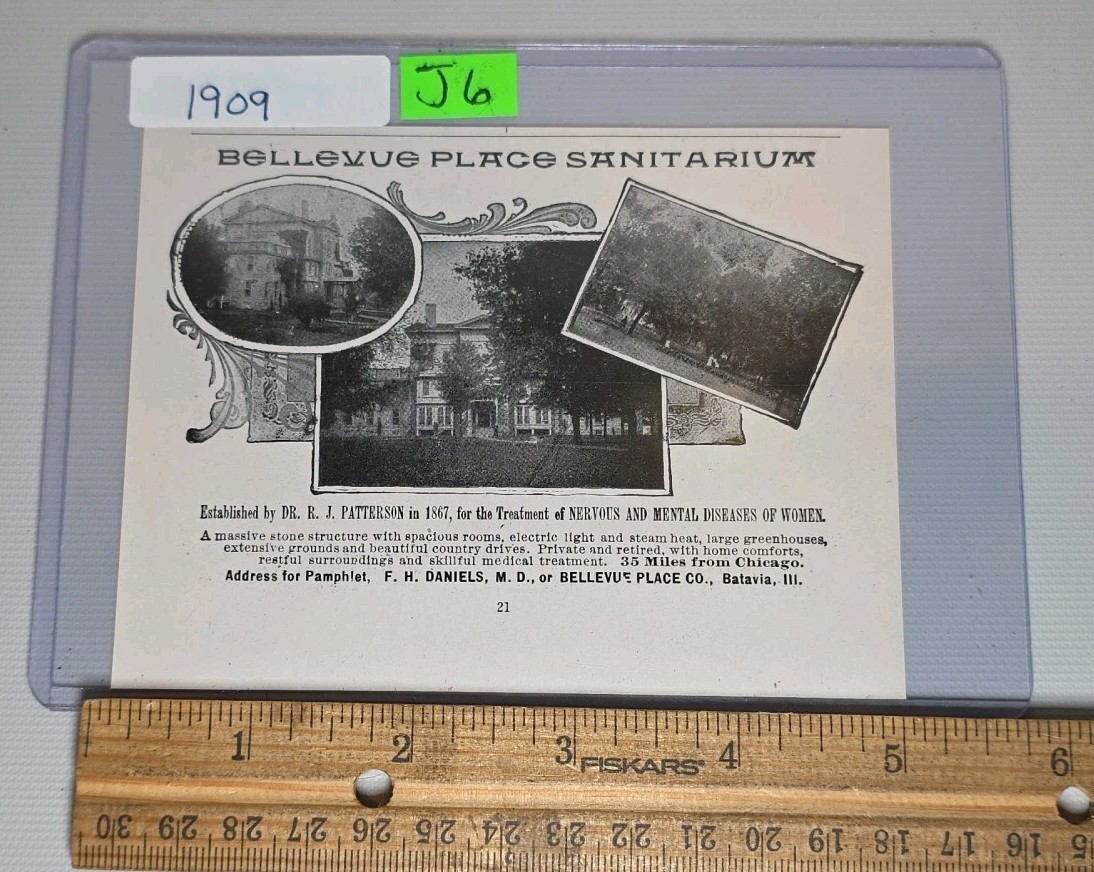 1909
J6
BELLEVUE PLACE SANITARIUM
Established by DR. R. J. PATTERSON in 1867, for the Treatment of NERVOUS AND MENTAL DISEASES OF WOMEN.
A massive stone structure with spacious rooms, electric light and steam heat, large greenhouses,
extensive grounds and beautiful country drives. Private and retired, with home comforts,
restful surroundings and skillful medical treatment. 35 Miles from Chicago.
Address for Pamphlet, F. H. DANIELS, M. D., or BELLEVUE PLACE CO., Batavia, Ill.
21
1 2 3 4 5 6
FISKARS
30 29 28 27 26 25 24 23 22 21 20 19 18 17 16 15